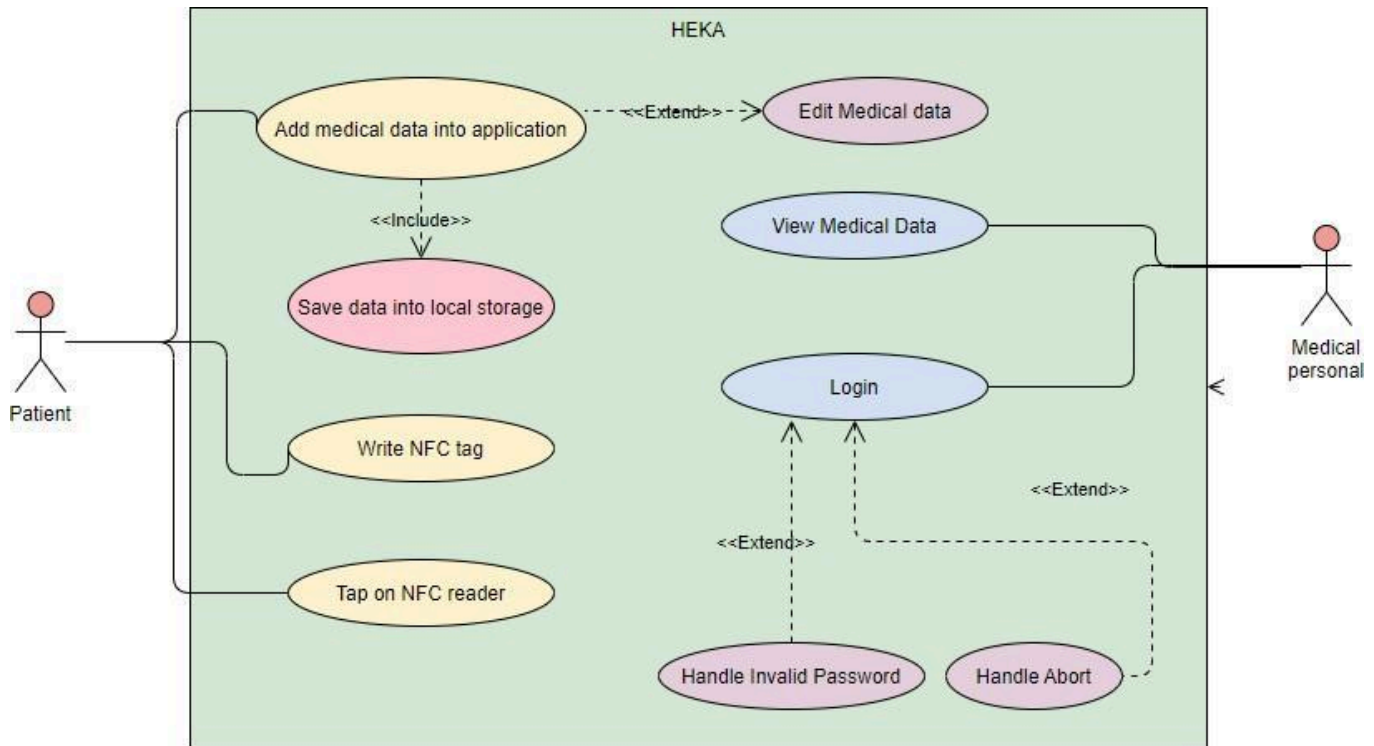 HEKA
Add medical data into application
<<Extend>>
Edit Medical data
<<Include>>
View Medical Data
Save data into local storage
Patient
Medical
personal
Login
Write NFC tag
<<Extend>>
<<Extend>>
Tap on NFC reader
Handle Invalid Password
Handle Abort